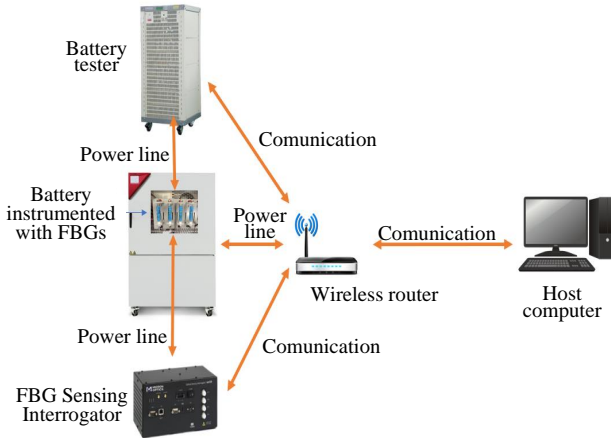 Battery
tester
Comunication
Power line
Battery
instrumented
with FBGs
Power
line
Comunication
Wireless router
Host
computer
Power line
Comunication
FBG Sensing
Interrogator